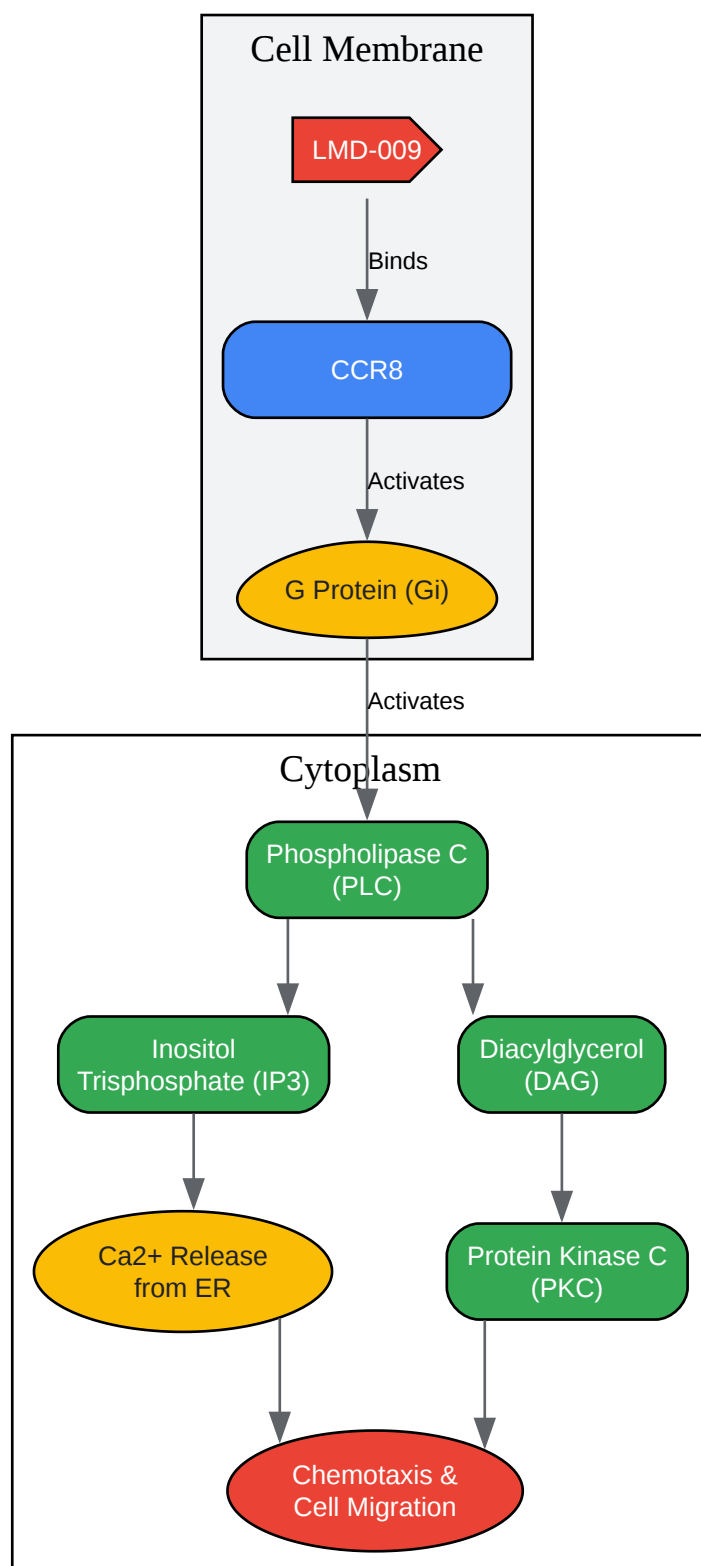 Cell Membrane
LMD-009
Binds
CCR8
Activates
G Protein (Gi)
Activates
Cytoplasm
Phospholipase C
(PLC)
Inositol
Trisphosphate (IP3)
Diacylglycerol
(DAG)
Ca2+ Release
from ER
Protein Kinase C
(PKC)
Chemotaxis &
Cell Migration